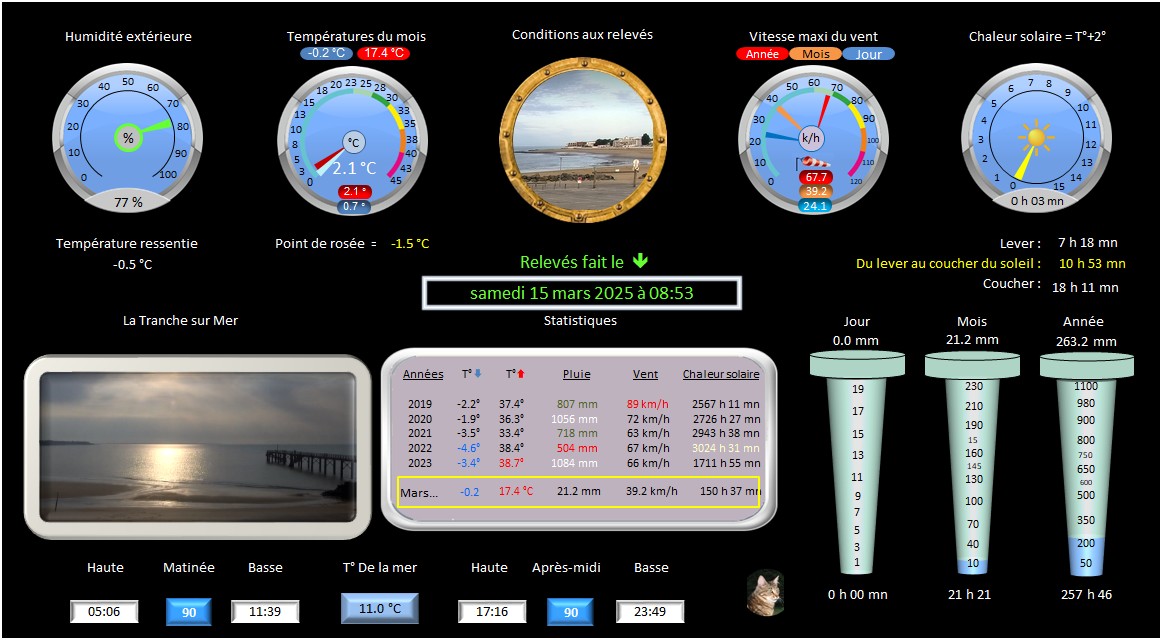 Humidité extérieure
Températures du mois
Conditions aux relevés
Vitesse maxi du vent
Chaleur solaire = T°+2°
-0.2 °C 17.4 °C
Année Mois Jour
0 10 20 30 40 50 60 70 80 90 100
%
77 %
0 3 5 8 10 13 15 18 20 23 25 28 30 33 35 38 40 43 45
°C
2.1 °C
2.1 °
0.7 °
0 10 20 30 40 50 60 70 80 90 100 110 120
k/h
67.7
39.2
24.1
0 1 2 3 4 5 6 7 8 9 10 11 12 13 14 15
0 h 03 mn
Température ressentie
-0.5 °C
Point de rosée = -1.5 °C
Lever : 7 h 18 mn
Du lever au coucher du soleil : 10 h 53 mn
Coucher : 18 h 11 mn
Relevés fait le
samedi 15 mars 2025 à 08:53
La Tranche sur Mer
Statistiques
Années T° T° Pluie Vent Chaleur solaire
2019 -2.2° 37.4° 807 mm 89 km/h 2567 h 11 mn
2020 -1.9° 36.3° 1056 mm 72 km/h 2726 h 27 mn
2021 -3.5° 33.4° 718 mm 63 km/h 2943 h 38 mn
2022 -4.6° 38.4° 504 mm 67 km/h 3024 h 31 mn
2023 -3.4° 38.7° 1084 mm 66 km/h 1711 h 55 mn
Mars... -0.2 17.4 °C 21.2 mm 39.2 km/h 150 h 37 mn
Jour
0.0 mm
19
17
15
13
11
9
7
5
3
1
0 h 00 mn
Mois
21.2 mm
230
210
190
15
160
145
130
100
70
40
10
21 h 21
Année
263.2 mm
1100
980
900
800
750
650
600
500
350
200
50
257 h 46
Haute Matinée Basse T° De la mer Haute Après-midi Basse
05:06 90 11:39 11.0 °C 17:16 90 23:49